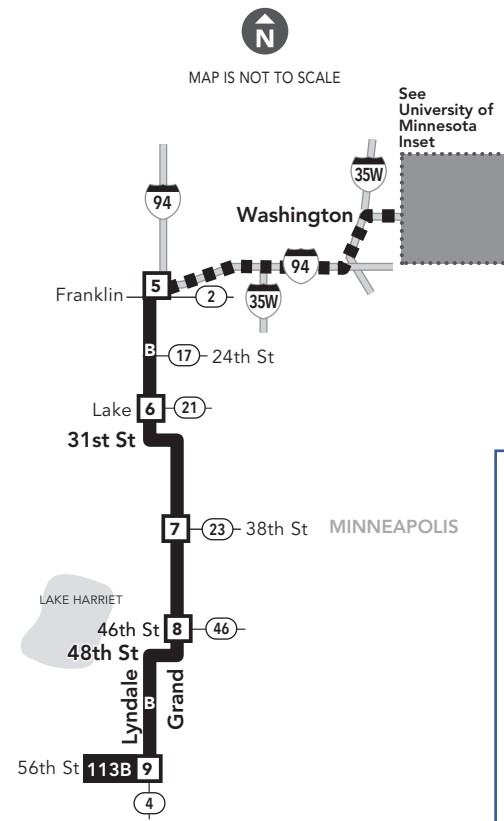 N
MAP IS NOT TO SCALE
See
University of
Minnesota
Inset
35W
94
Washington
5
Franklin
2
94
35W
B
17
24th St
Lake
6
21
31st St
7
23
38th St
MINNEAPOLIS
LAKE HARRIET
46th St
8
46
48th St
Lyndale
B
Grand
56th St
113B
9
4